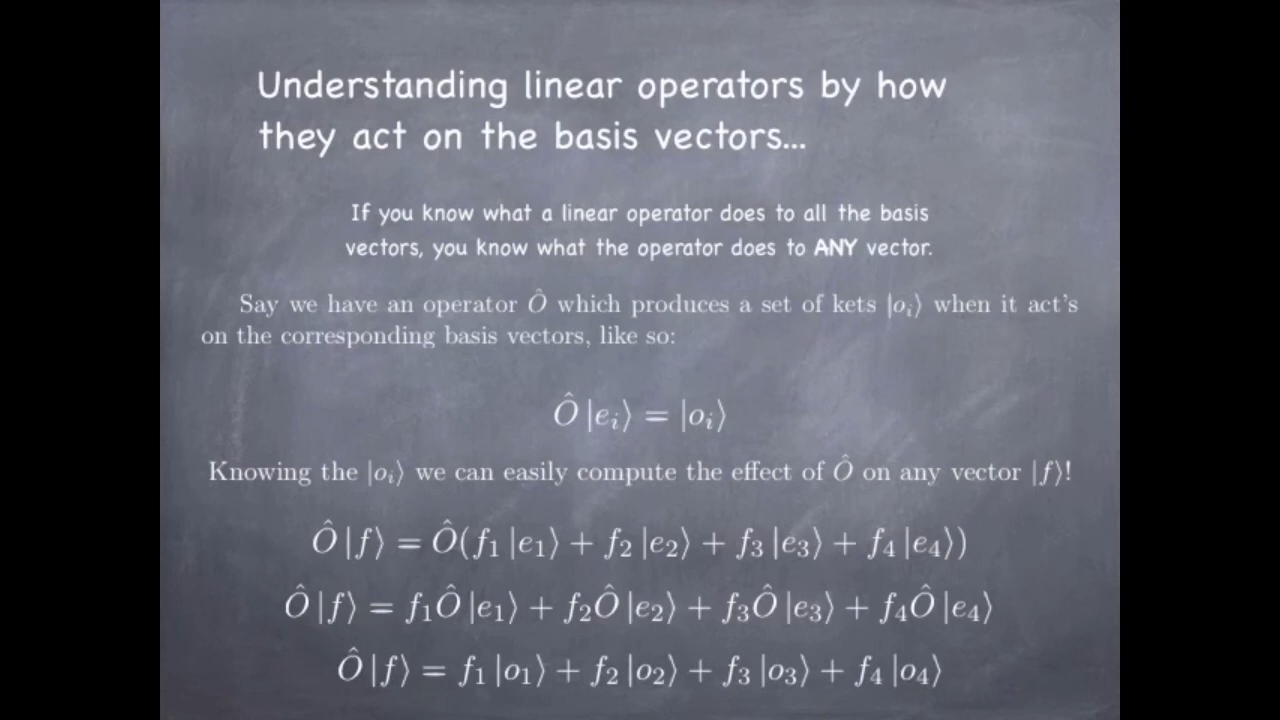 Understanding linear operators by how
they act on the basis vectors...
If you know what a linear operator does to all the basis
vectors, you know what the operator does to ANY vector.
Say we have an operator Ô which produces a set of kets |oᵢ⟩ when it act's
on the corresponding basis vectors, like so:
Ô |eᵢ⟩ = |oᵢ⟩
Knowing the |oᵢ⟩ we can easily compute the effect of Ô on any vector |f⟩!
Ô |f⟩ = Ô(f₁ |e₁⟩ + f₂ |e₂⟩ + f₃ |e₃⟩ + f₄ |e₄⟩)
Ô |f⟩ = f₁Ô |e₁⟩ + f₂Ô |e₂⟩ + f₃Ô |e₃⟩ + f₄Ô |e₄⟩
Ô |f⟩ = f₁ |o₁⟩ + f₂ |o₂⟩ + f₃ |o₃⟩ + f₄ |o₄⟩